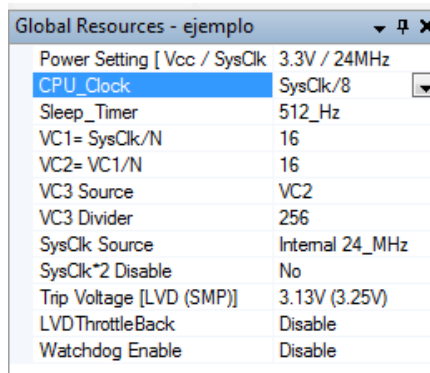 Global Resources - ejemplo
Power Setting [ Vcc / SysClk 3.3V / 24MHz
CPU_Clock SysClk/8
Sleep_Timer 512_Hz
VC1= SysClk/N 16
VC2= VC1/N 16
VC3 Source VC2
VC3 Divider 256
SysClk Source Internal 24_MHz
SysClk*2 Disable No
Trip Voltage [LVD (SMP)] 3.13V (3.25V)
LVDThrottleBack Disable
Watchdog Enable Disable